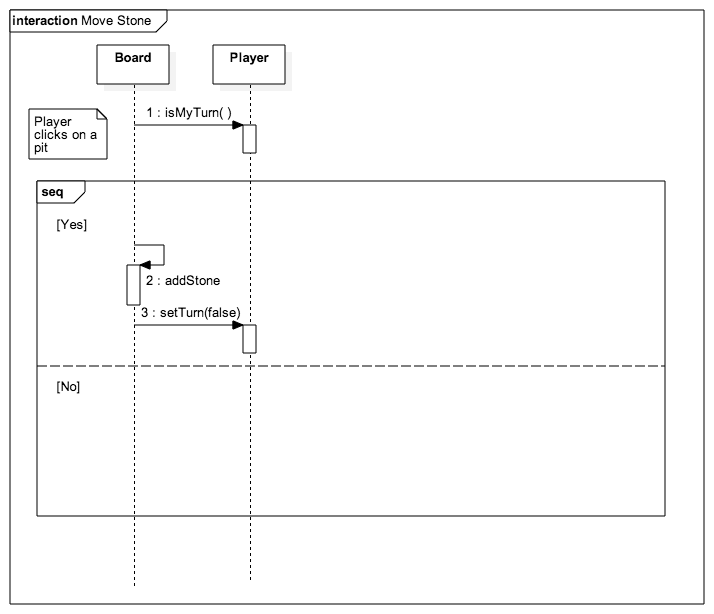 interaction Move Stone
Board
Player
1 : isMyTurn( )
Player
clicks on a
pit
seq
[Yes]
2 : addStone
3 : setTurn(false)
[No]